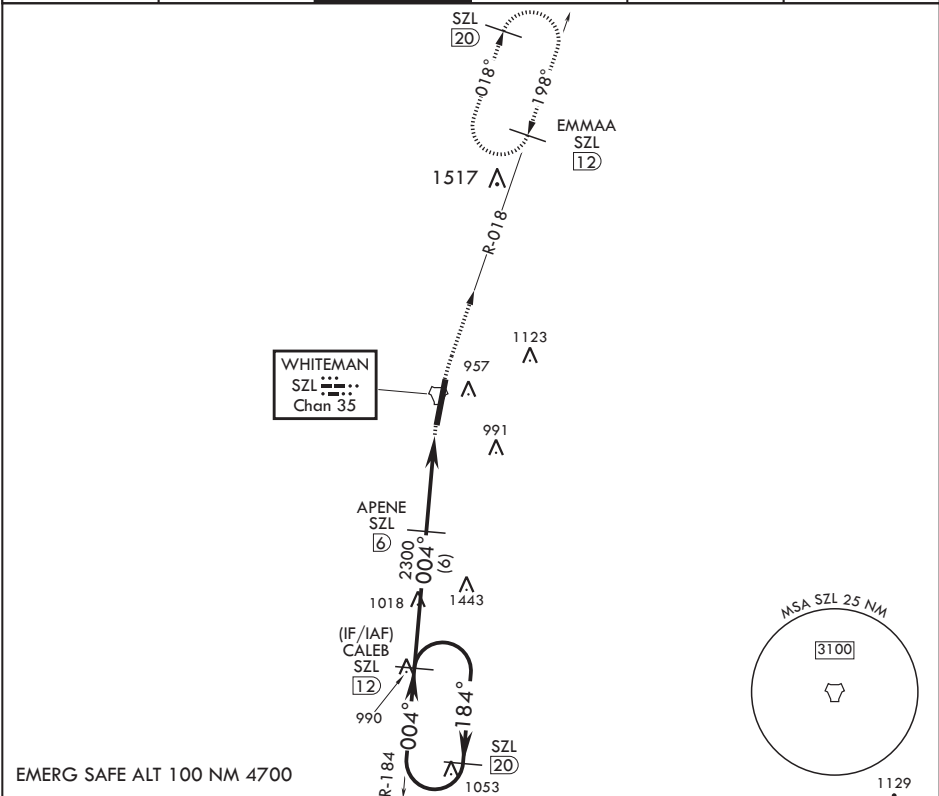 SZL
20
018°
198°
EMMAA
SZL
12
1517
R-018
1123
WHITEMAN
SZL
Chan 35
957
991
APENE
SZL
6
2300
004°
(6)
1018
1443
(IF/IAF)
CALEB
SZL
12
990
004°
184°
R-184
SZL
20
1053
MSA SZL 25 NM
3100
EMERG SAFE ALT 100 NM 4700
1129